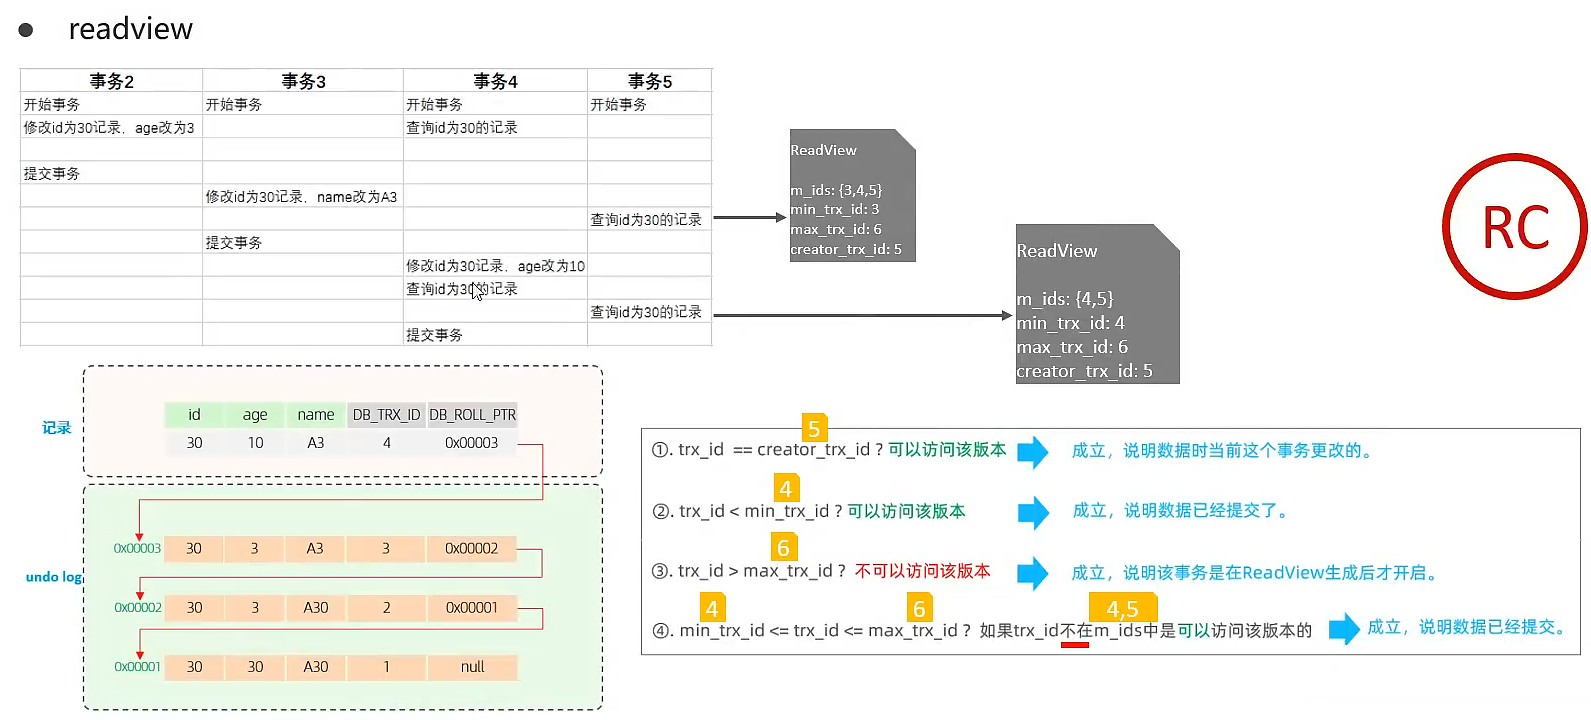 ● readview
事务2 事务3 事务4 事务5
开始事务 开始事务 开始事务 开始事务
修改id为30记录，age改为3 查询id为30的记录
提交事务
修改id为30记录，name改为A3
查询id为30的记录
提交事务
修改id为30记录，age改为10
查询id为30的记录
查询id为30的记录
提交事务
ReadView
m_ids: {3,4,5}
min_trx_id: 3
max_trx_id: 6
creator_trx_id: 5
ReadView
m_ids: {4,5}
min_trx_id: 4
max_trx_id: 6
creator_trx_id: 5
RC
记录
id age name DB_TRX_ID DB_ROLL_PTR
30 10 A3 4 0x00003
undo log
0x00003 30 3 A3 3 0x00002
0x00002 30 3 A30 2 0x00001
0x00001 30 30 A30 1 null
5
①. trx_id == creator_trx_id ? 可以访问该版本 成立，说明数据时当前这个事务更改的。
4
②. trx_id < min_trx_id ? 可以访问该版本 成立，说明数据已经提交了。
6
③. trx_id > max_trx_id ? 不可以访问该版本 成立，说明该事务是在ReadView生成后才开启。
4 6 4,5
④. min_trx_id <= trx_id <= max_trx_id ? 如果trx_id不在m_ids中是可以访问该版本的 成立，说明数据已经提交。